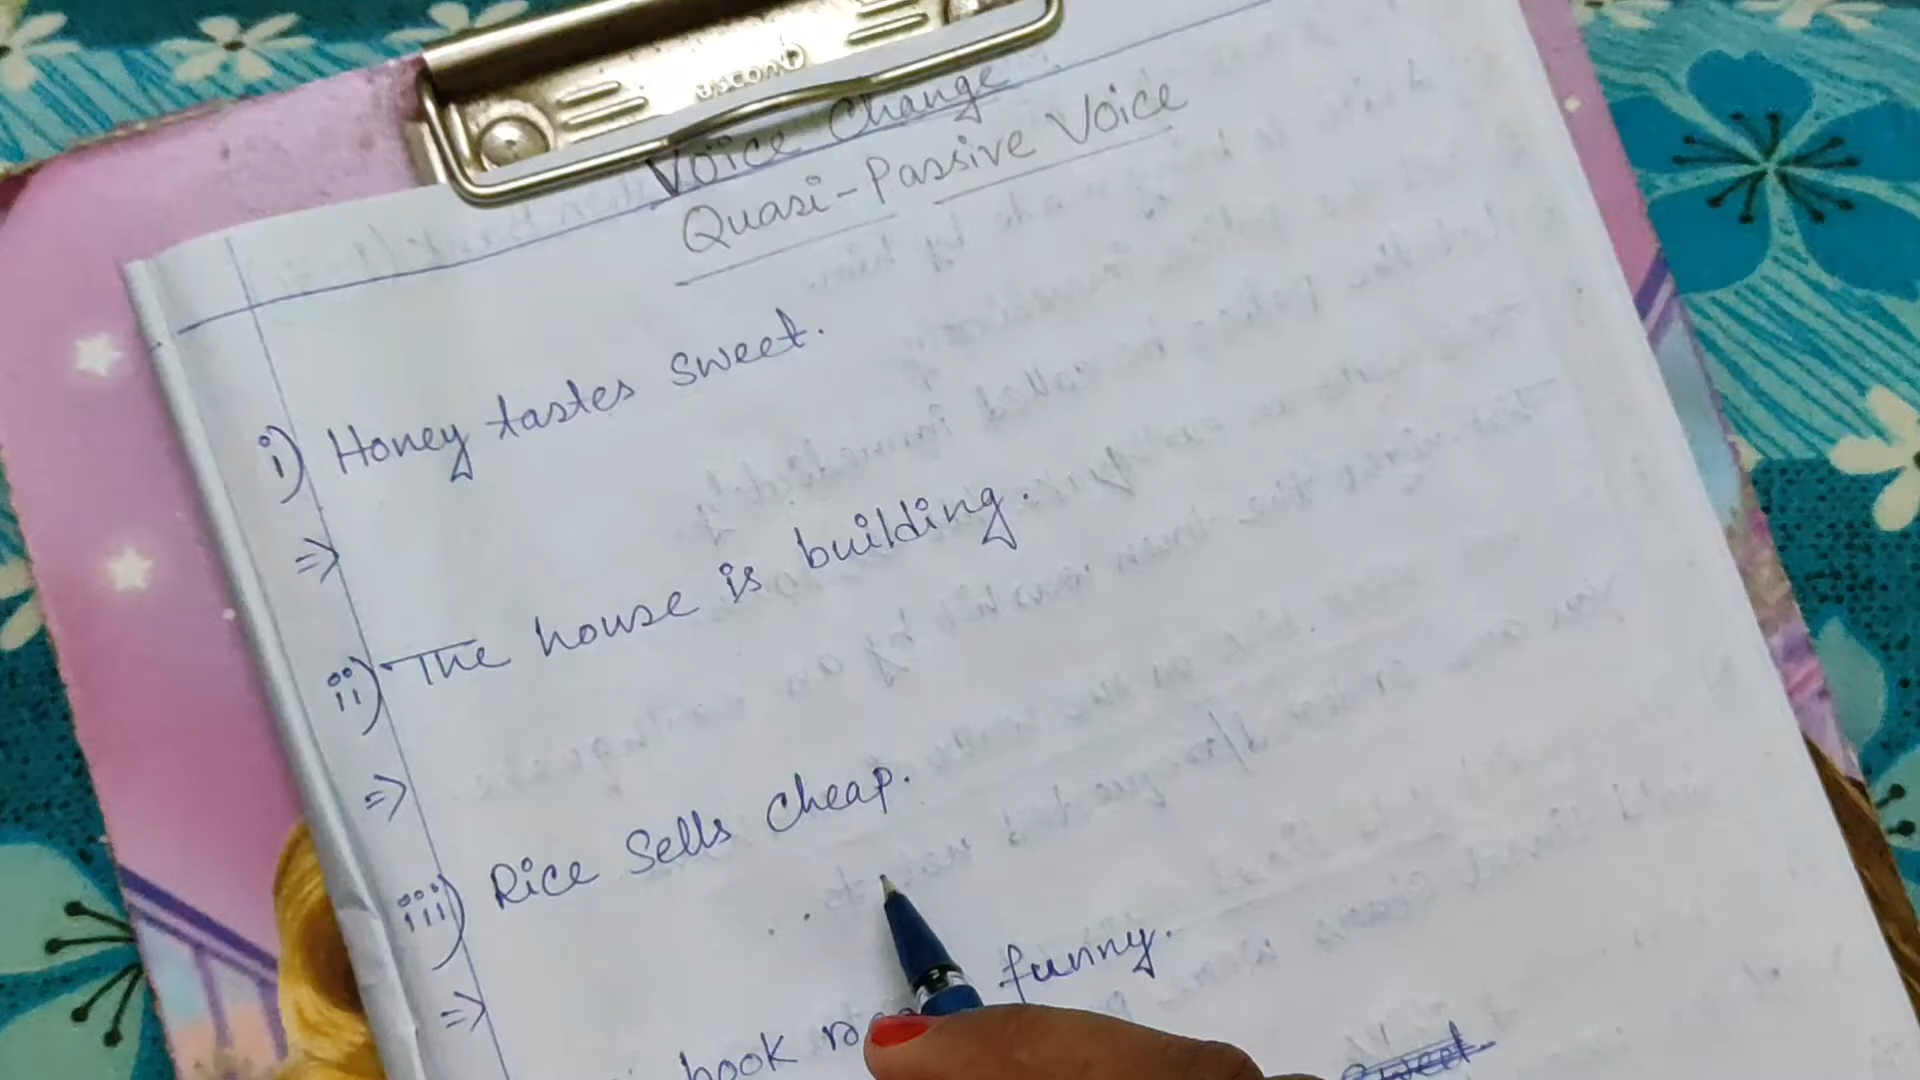 Voice Change
Quasi-Passive Voice
i) Honey tastes sweet.
=>
ii) The house is building.
=>
iii) Rice Sells cheap.
=>
book funny.